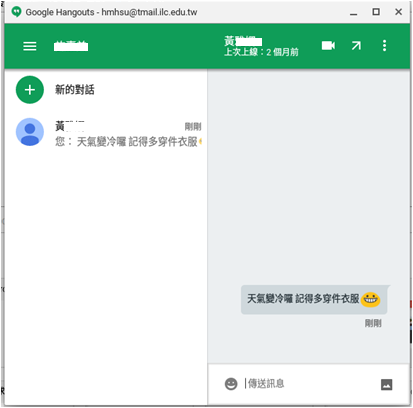 Google Hangouts - hmhsu@tmail.ilc.edu.tw
上次上線：2 個月前
新的對話
黃
剛剛
您： 天氣變冷囉 記得多穿件衣服
天氣變冷囉 記得多穿件衣服
剛剛
傳送訊息